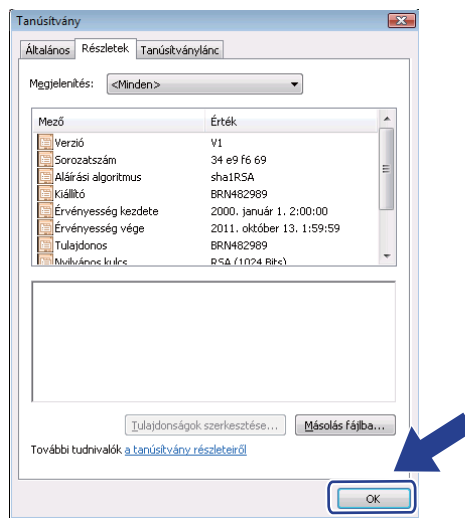 Tanúsítvány
Általános Részletek Tanúsítványlánc
Megjelenítés: <Minden>
Mező Érték
Verzió V1
Sorozatszám 34 e9 f6 69
Aláírási algoritmus sha1RSA
Kiállító BRN482989
Érvényesség kezdete 2000. január 1. 2:00:00
Érvényesség vége 2011. október 13. 1:59:59
Tulajdonos BRN482989
Nyilvános kulcs RSA (1024 Bits)
Tulajdonságok szerkesztése... Másolás fájlba...
További tudnivalók a tanúsítvány részleteiről
OK